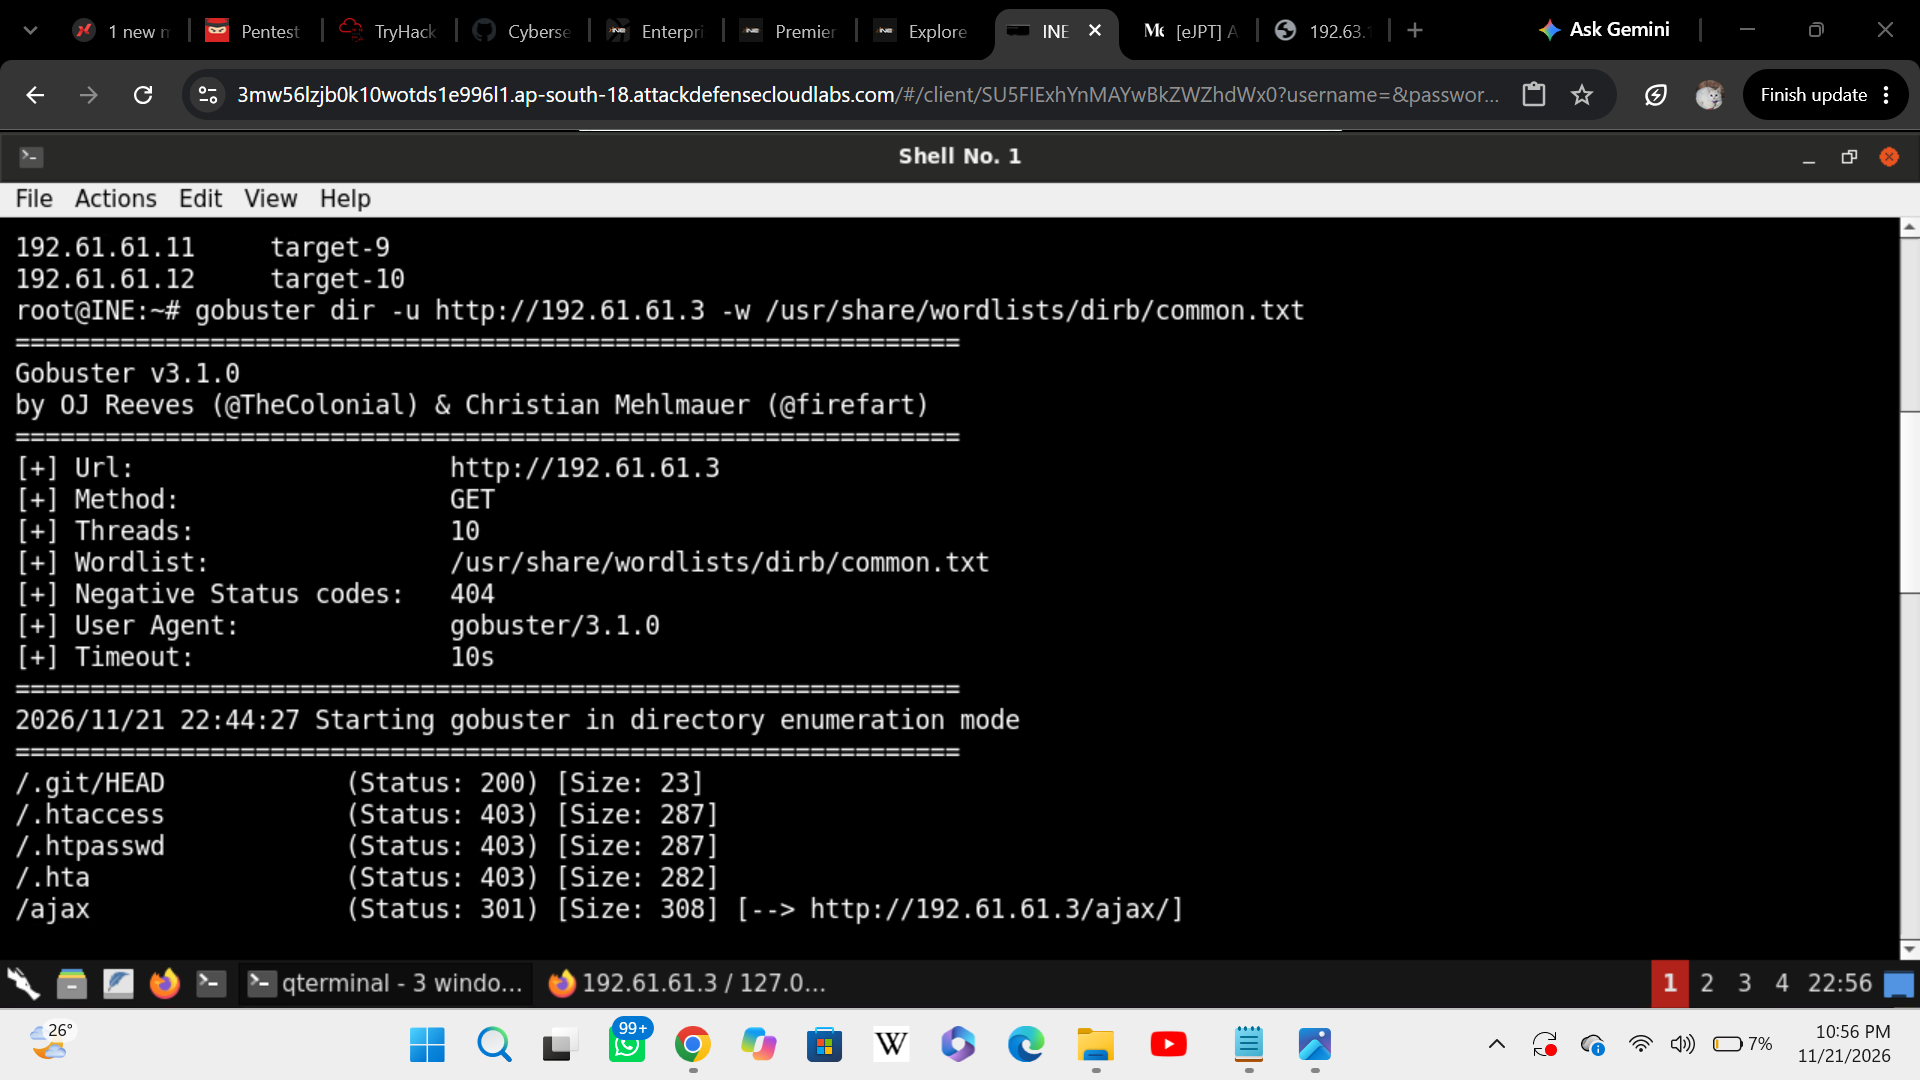 1 new m
Pentest
TryHack
Cyberse
Enterpri
Premier
Explore
INE
[eJPT] A
192.63.1
Ask Gemini
3mw56lzjb0k10wotds1e996l1.ap-south-18.attackdefensecloudlabs.com/#/client/SU5FIExhYnMAYwBkZWZhdWx0?username=&passwor...
Finish update
Shell No. 1
File Actions Edit View Help
192.61.61.11 target-9
192.61.61.12 target-10
root@INE:~# gobuster dir -u http://192.61.61.3 -w /usr/share/wordlists/dirb/common.txt
===============================================================
Gobuster v3.1.0
by OJ Reeves (@TheColonial) & Christian Mehlmauer (@firefart)
===============================================================
[+] Url: http://192.61.61.3
[+] Method: GET
[+] Threads: 10
[+] Wordlist: /usr/share/wordlists/dirb/common.txt
[+] Negative Status codes: 404
[+] User Agent: gobuster/3.1.0
[+] Timeout: 10s
===============================================================
2026/11/21 22:44:27 Starting gobuster in directory enumeration mode
===============================================================
/.git/HEAD (Status: 200) [Size: 23]
/.htaccess (Status: 403) [Size: 287]
/.htpasswd (Status: 403) [Size: 287]
/.hta (Status: 403) [Size: 282]
/ajax (Status: 301) [Size: 308] [--> http://192.61.61.3/ajax/]
qterminal - 3 windo...
192.61.61.3 / 127.0...
1 2 3 4 22:56
26°
99+
W
7%
10:56 PM
11/21/2026